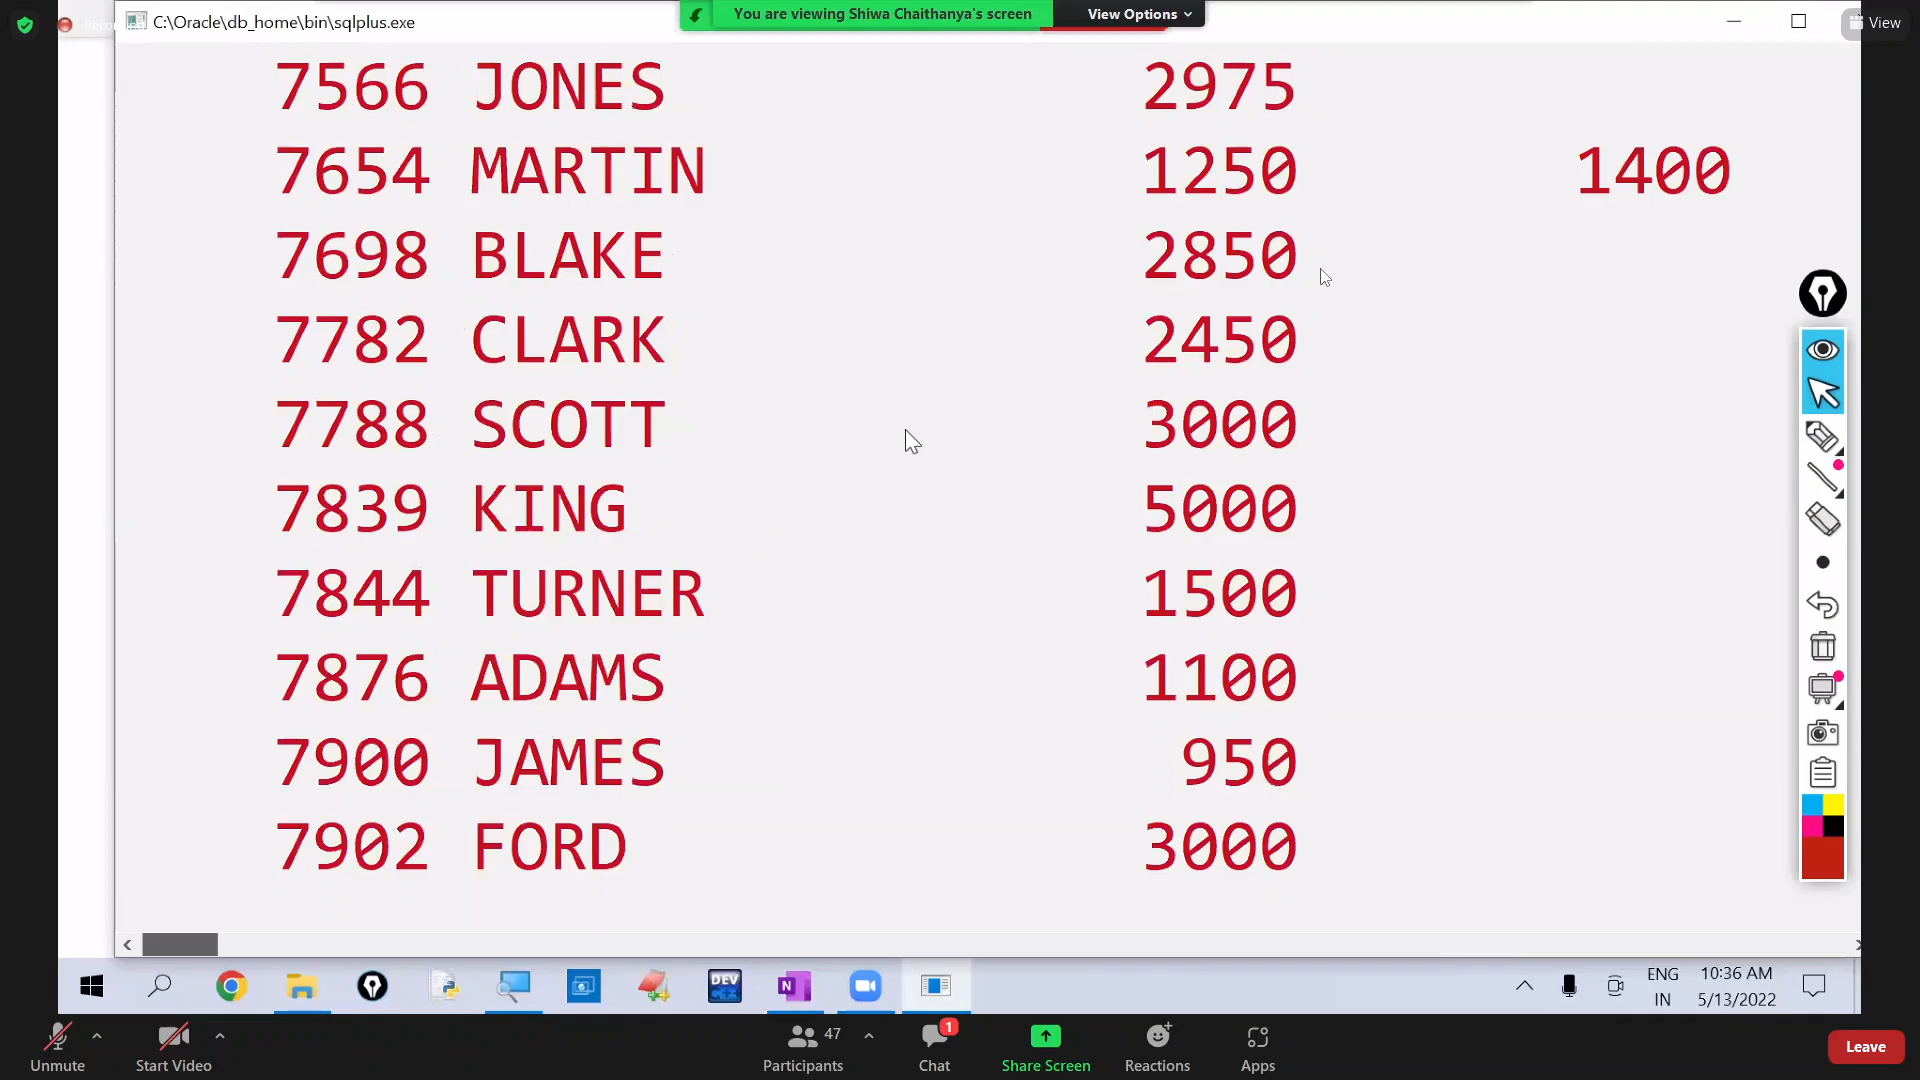 C:\Oracle\db_home\bin\sqlplus.exe
You are viewing Shiwa Chaithanya's screen
View Options
View
7566 JONES 2975
7654 MARTIN 1250 1400
7698 BLAKE 2850
7782 CLARK 2450
7788 SCOTT 3000
7839 KING 5000
7844 TURNER 1500
7876 ADAMS 1100
7900 JAMES 950
7902 FORD 3000
DEV
N
ENG
IN
10:36 AM
5/13/2022
47
1
Unmute
Start Video
Participants
Chat
Share Screen
Reactions
Apps
Leave